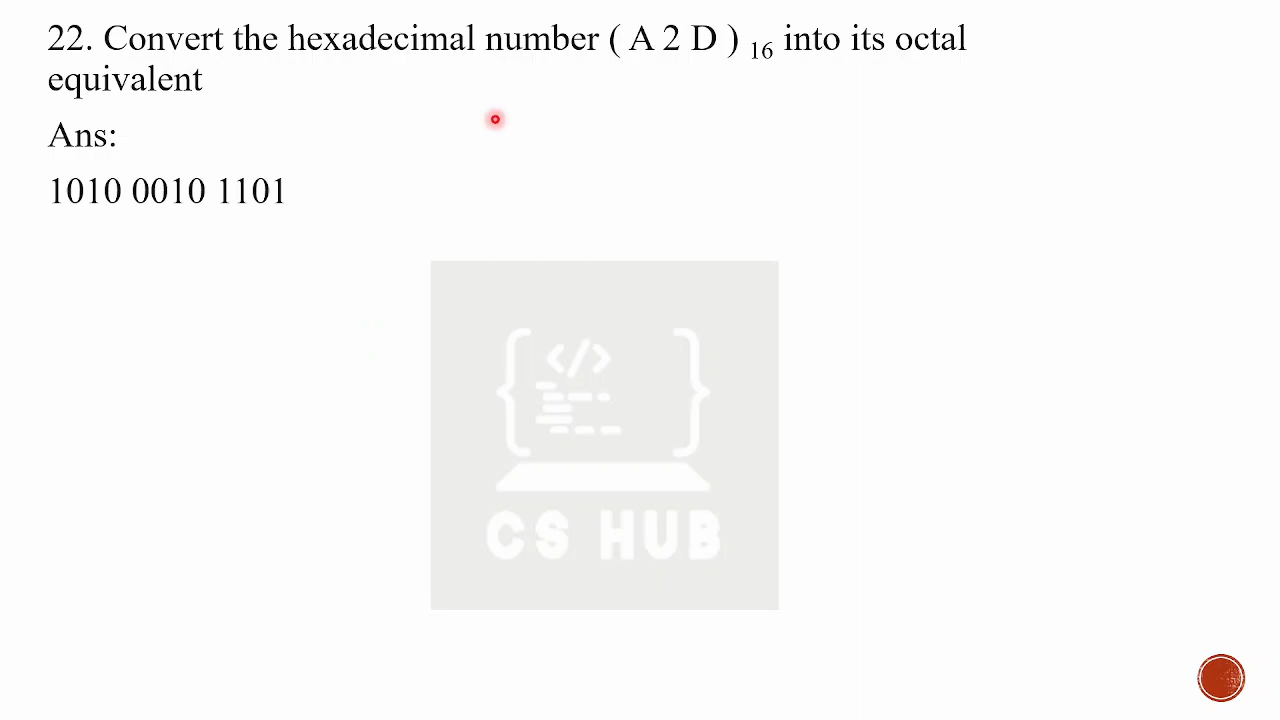 22. Convert the hexadecimal number ( A 2 D ) 16 into its octal
equivalent
Ans:
1010 0010 1101
</>
CS HUB